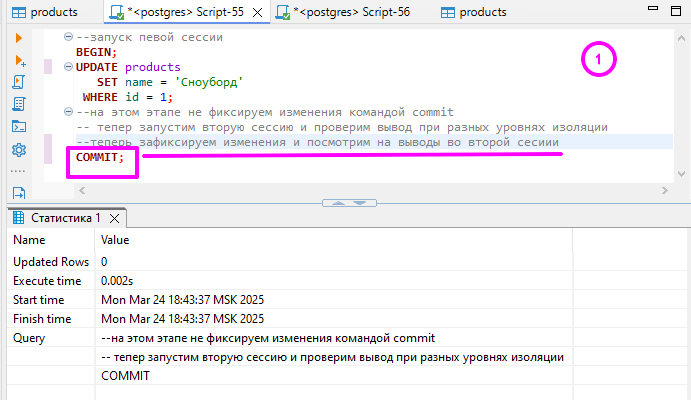 products
*<postgres> Script-55
*<postgres> Script-56
products
--запуск певой сессии
BEGIN;
UPDATE products
SET name = 'Сноуборд'
WHERE id = 1;
--на этом этапе не фиксируем изменения командой commit
-- тепер запустим вторую сессию и проверим вывод при разных уровнях изоляции
--теперь зафиксируем изменения и посмотрим на выводы во второй сесиии
COMMIT;
1
Статистика 1
Name Value
Updated Rows 0
Execute time 0.002s
Start time Mon Mar 24 18:43:37 MSK 2025
Finish time Mon Mar 24 18:43:37 MSK 2025
Query --на этом этапе не фиксируем изменения командой commit
-- тепер запустим вторую сессию и проверим вывод при разных уровнях изоляции
COMMIT